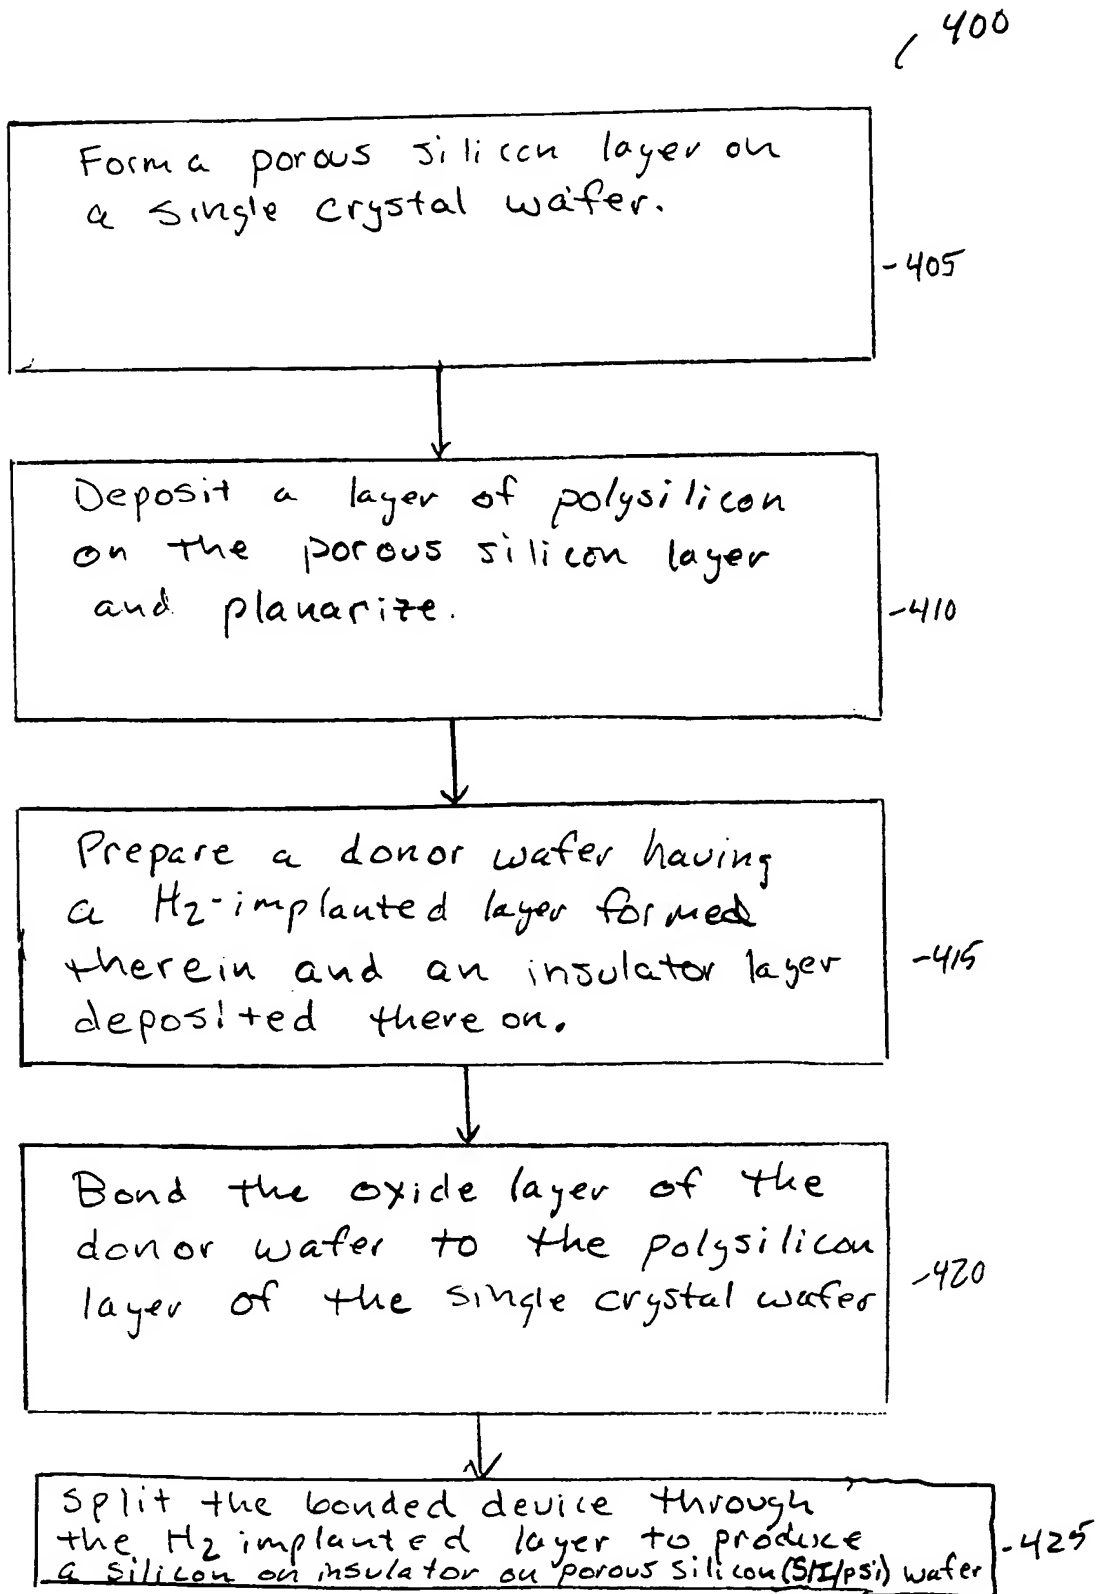 400
Form a porous silicon layer on
a single crystal wafer.
-405
Deposit a layer of polysilicon
on the porous silicon layer
and planarize.
-410
Prepare a donor wafer having
a H2-implanted layer formed
therein and an insulator layer
deposited there on.
-415
Bond the oxide layer of the
donor wafer to the polysilicon
layer of the single crystal wafer
-420
Split the bonded device through
the H2 implanted layer to produce
a silicon on insulator on porous silicon (S/I/psi) wafer
-425